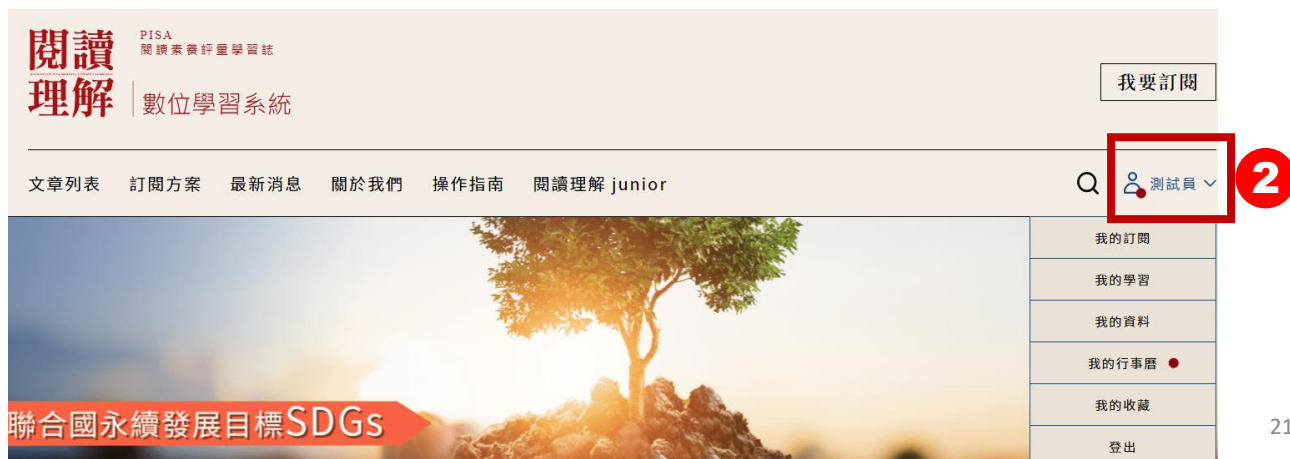 閱讀
理解
PISA
閱讀素養評量學習誌
數位學習系統
我要訂閱
文章列表 訂閱方案 最新消息 關於我們 操作指南 閱讀理解 junior
測試員
2
我的訂閱
我的學習
我的資料
我的行事曆
我的收藏
登出
聯合國永續發展目標SDGs
21